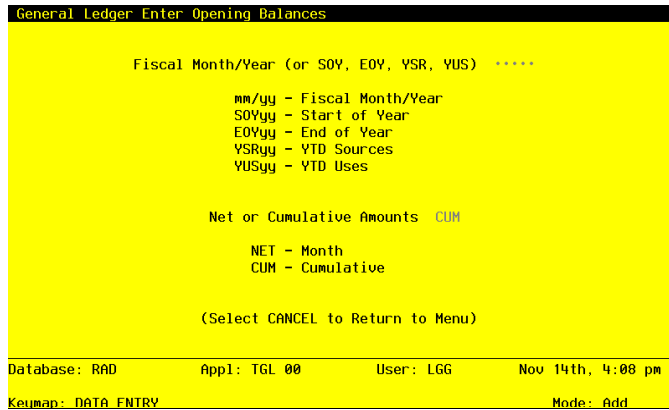 General Ledger Enter Opening Balances
Fiscal Month/Year (or SOY, EOY, YSR, YUS) •••••
mm/yy - Fiscal Month/Year
SOYyy - Start of Year
EOYyy - End of Year
YSRyy - YTD Sources
YUSyy - YTD Uses
Net or Cumulative Amounts CUM
NET - Month
CUM - Cumulative
(Select CANCEL to Return to Menu)
Database: RAD Appl: TGL 00 User: LGG Nov 14th, 4:08 pm
Keymap: DATA ENTRY Mode: Add